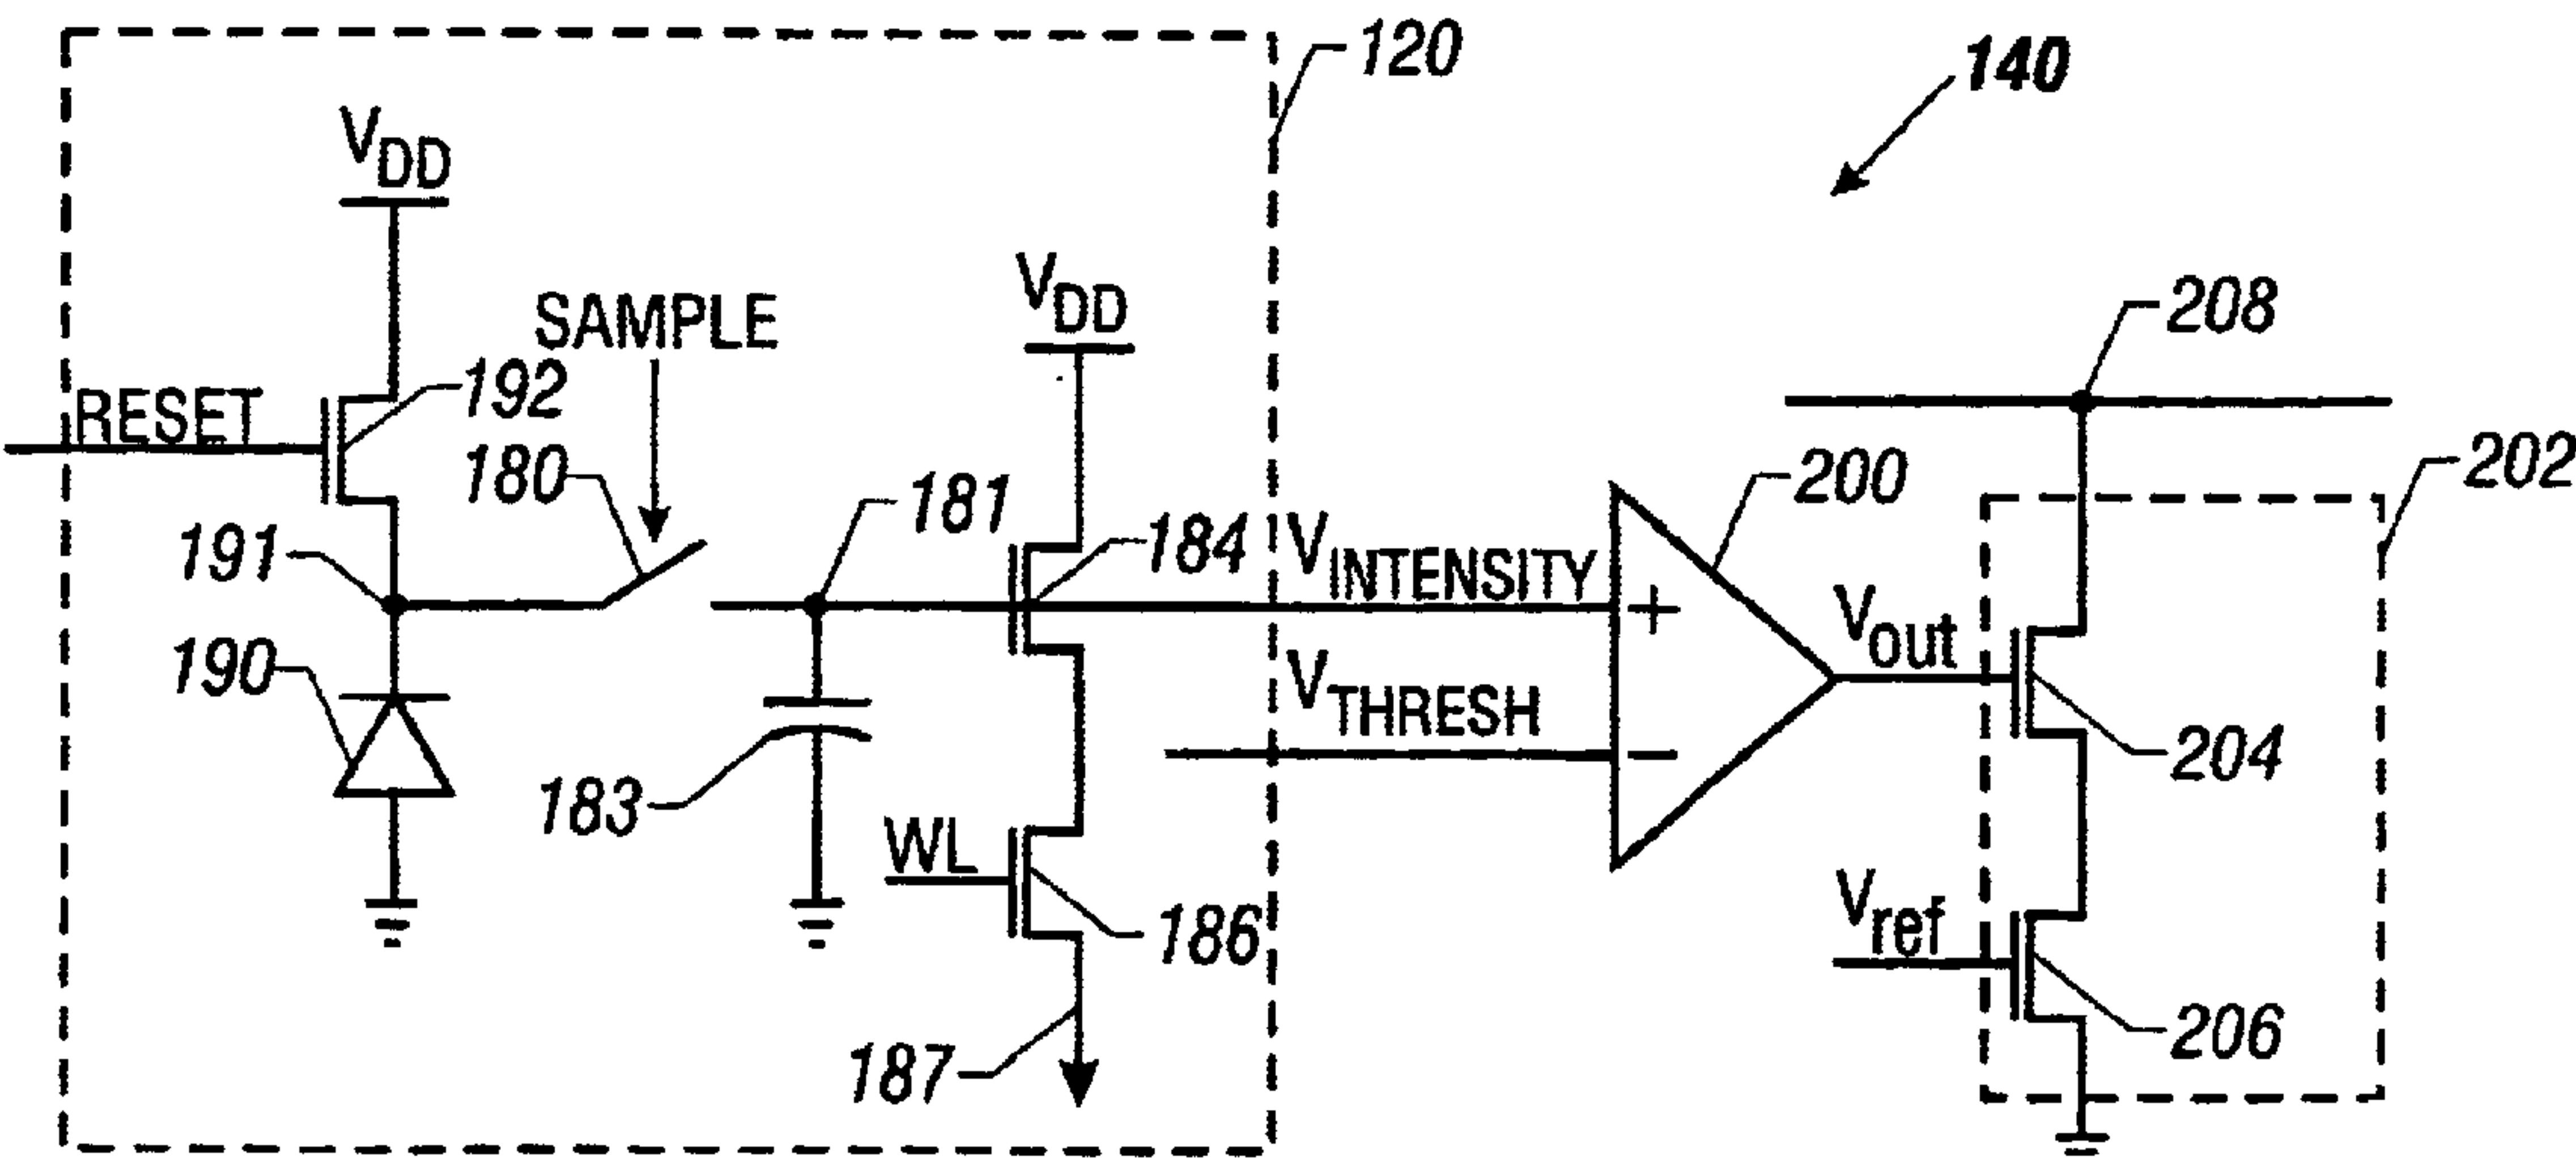 120
140
VDD
VDD
SAMPLE
208
RESET
192
180
181
200
202
191
184
VINTENSITY
Vout
190
VTHRESH
204
183
WL
186
Vref
187
206